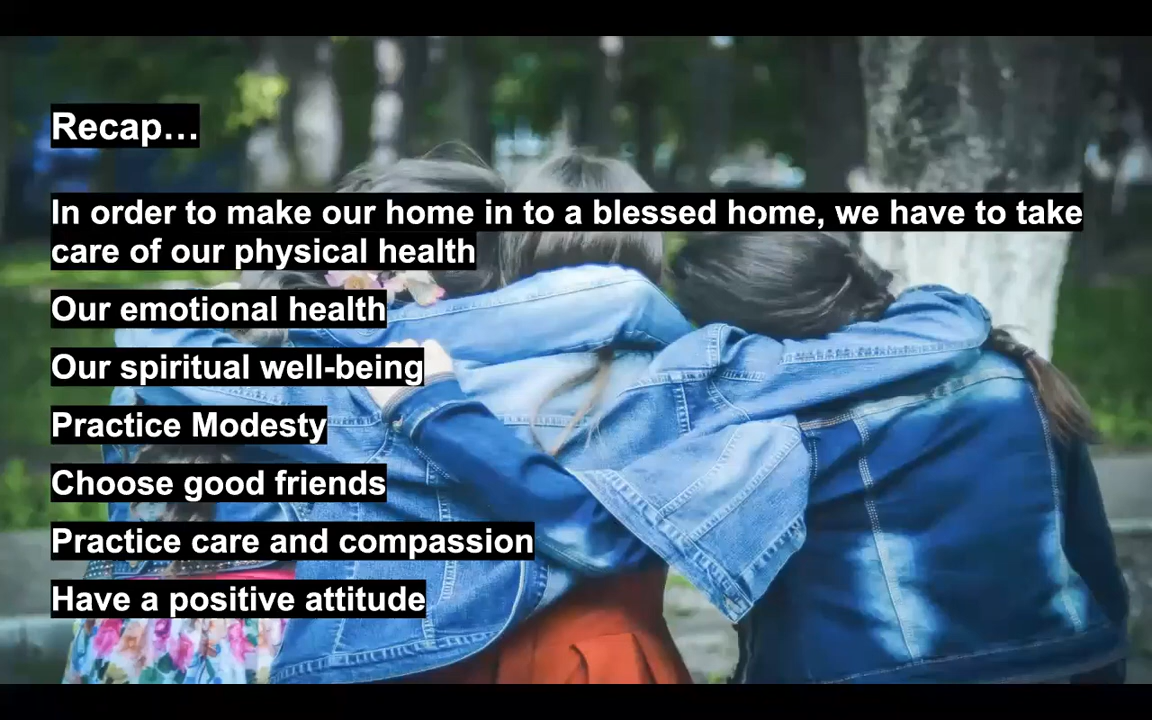 Recap…
In order to make our home in to a blessed home, we have to take
care of our physical health
Our emotional health
Our spiritual well-being
Practice Modesty
Choose good friends
Practice care and compassion
Have a positive attitude